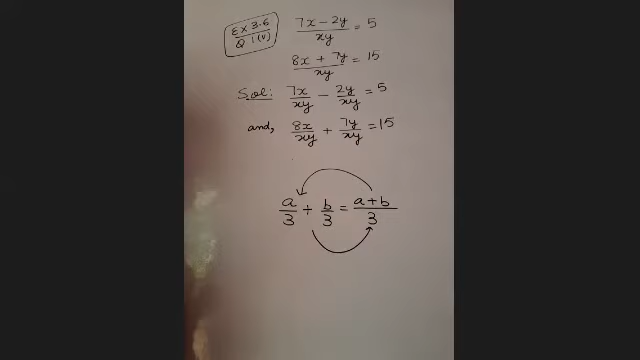 EX 3.6
Q 1(v)
7x - 2y / xy = 5
8x + 7y / xy = 15
Sol: 7x/xy - 2y/xy = 5
and, 8x/xy + 7y/xy = 15
a/3 + b/3 = a+b/3